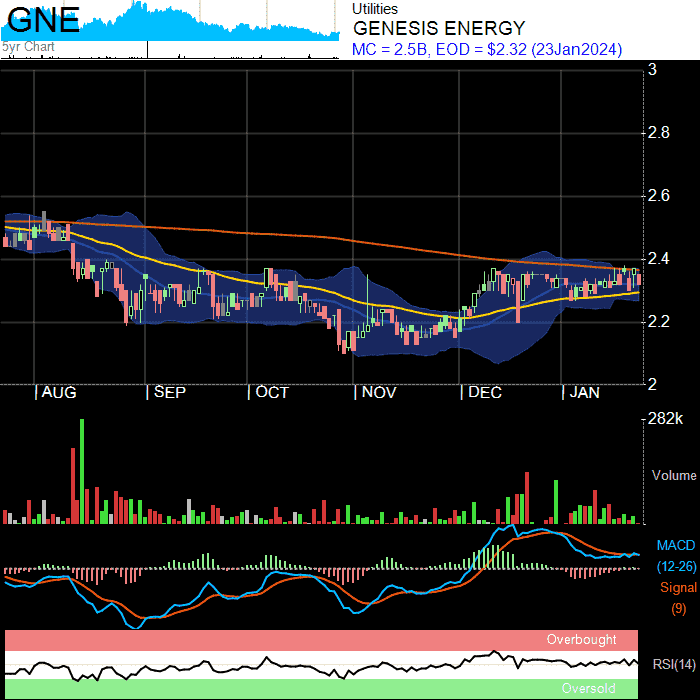 GNE
5yr Chart
Utilities
GENESIS ENERGY
MC = 2.5B, EOD = $2.32 (23Jan2024)
3
2.8
2.6
2.4
2.2
2
| AUG | SEP | OCT | NOV | DEC | JAN
282k
Volume
MACD
(12-26)
Signal
(9)
Overbought
RSI(14)
Oversold